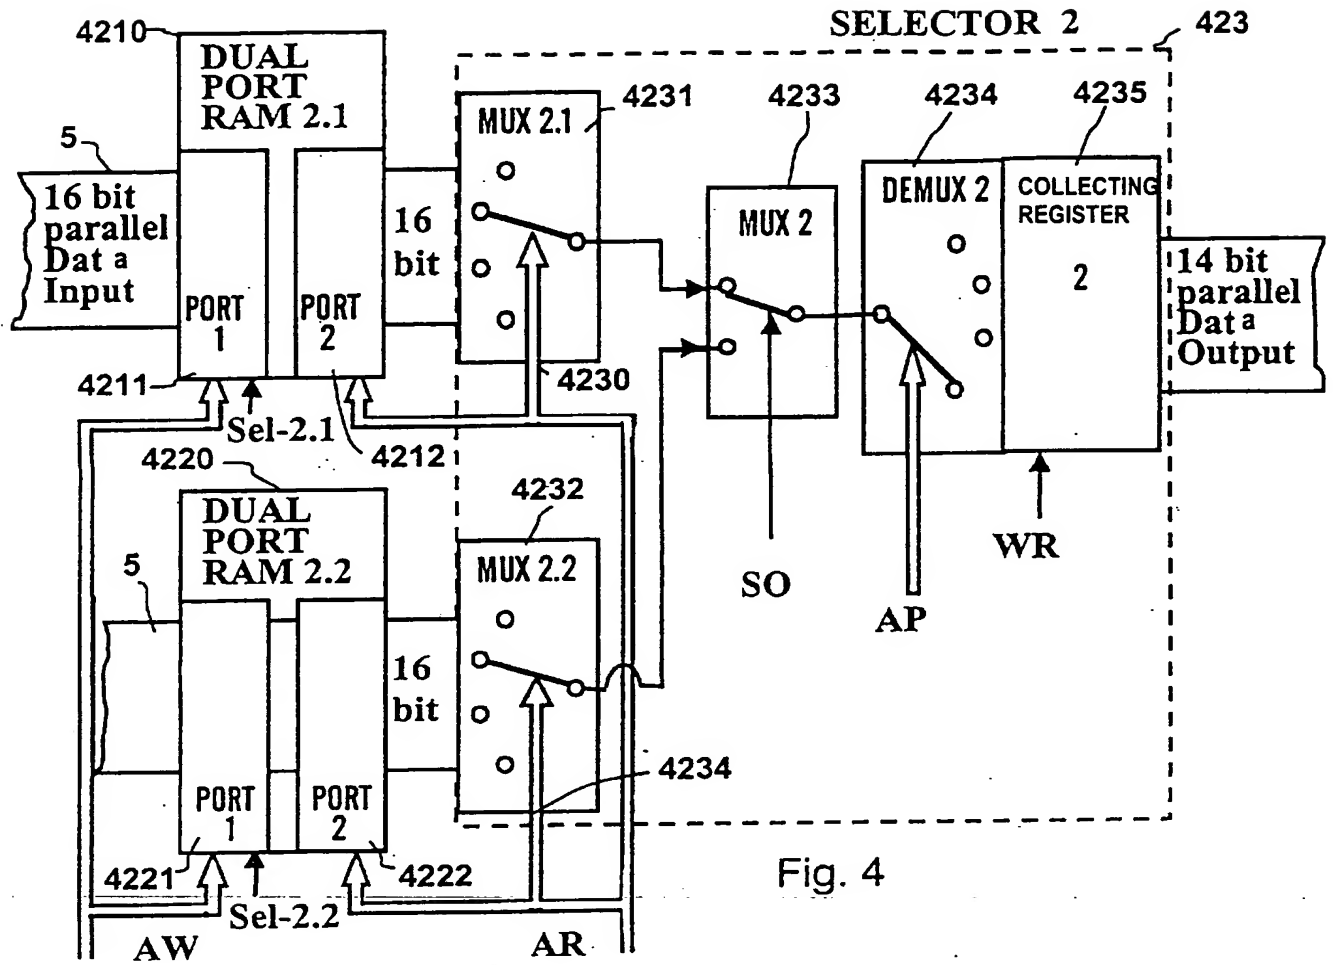 SELECTOR 2
423
4210
DUAL
PORT
RAM 2.1
5
16 bit
parallel
Data
Input
PORT
1
PORT
2
16
bit
4231
MUX 2.1
4233
MUX 2
4234
DEMUX 2
4235
COLLECTING
REGISTER
2
14 bit
parallel
Data
Output
4211
Sel-2.1
4212
4230
4220
DUAL
PORT
RAM 2.2
5
PORT
1
PORT
2
16
bit
4232
MUX 2.2
SO
AP
WR
4234
4221
Sel-2.2
4222
AW
AR
Fig. 4